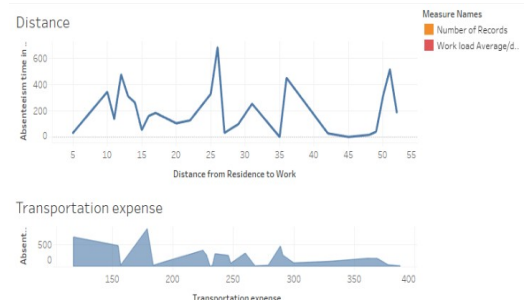 Distance
Measure Names
Number of Records
Work load Average/d..
Absenteeism time in ..
600
400
200
0
5 10 15 20 25 30 35 40 45 50 55
Distance from Residence to Work
Transportation expense
Absent..
500
0
150 200 250 300 350 400
Transportation expense